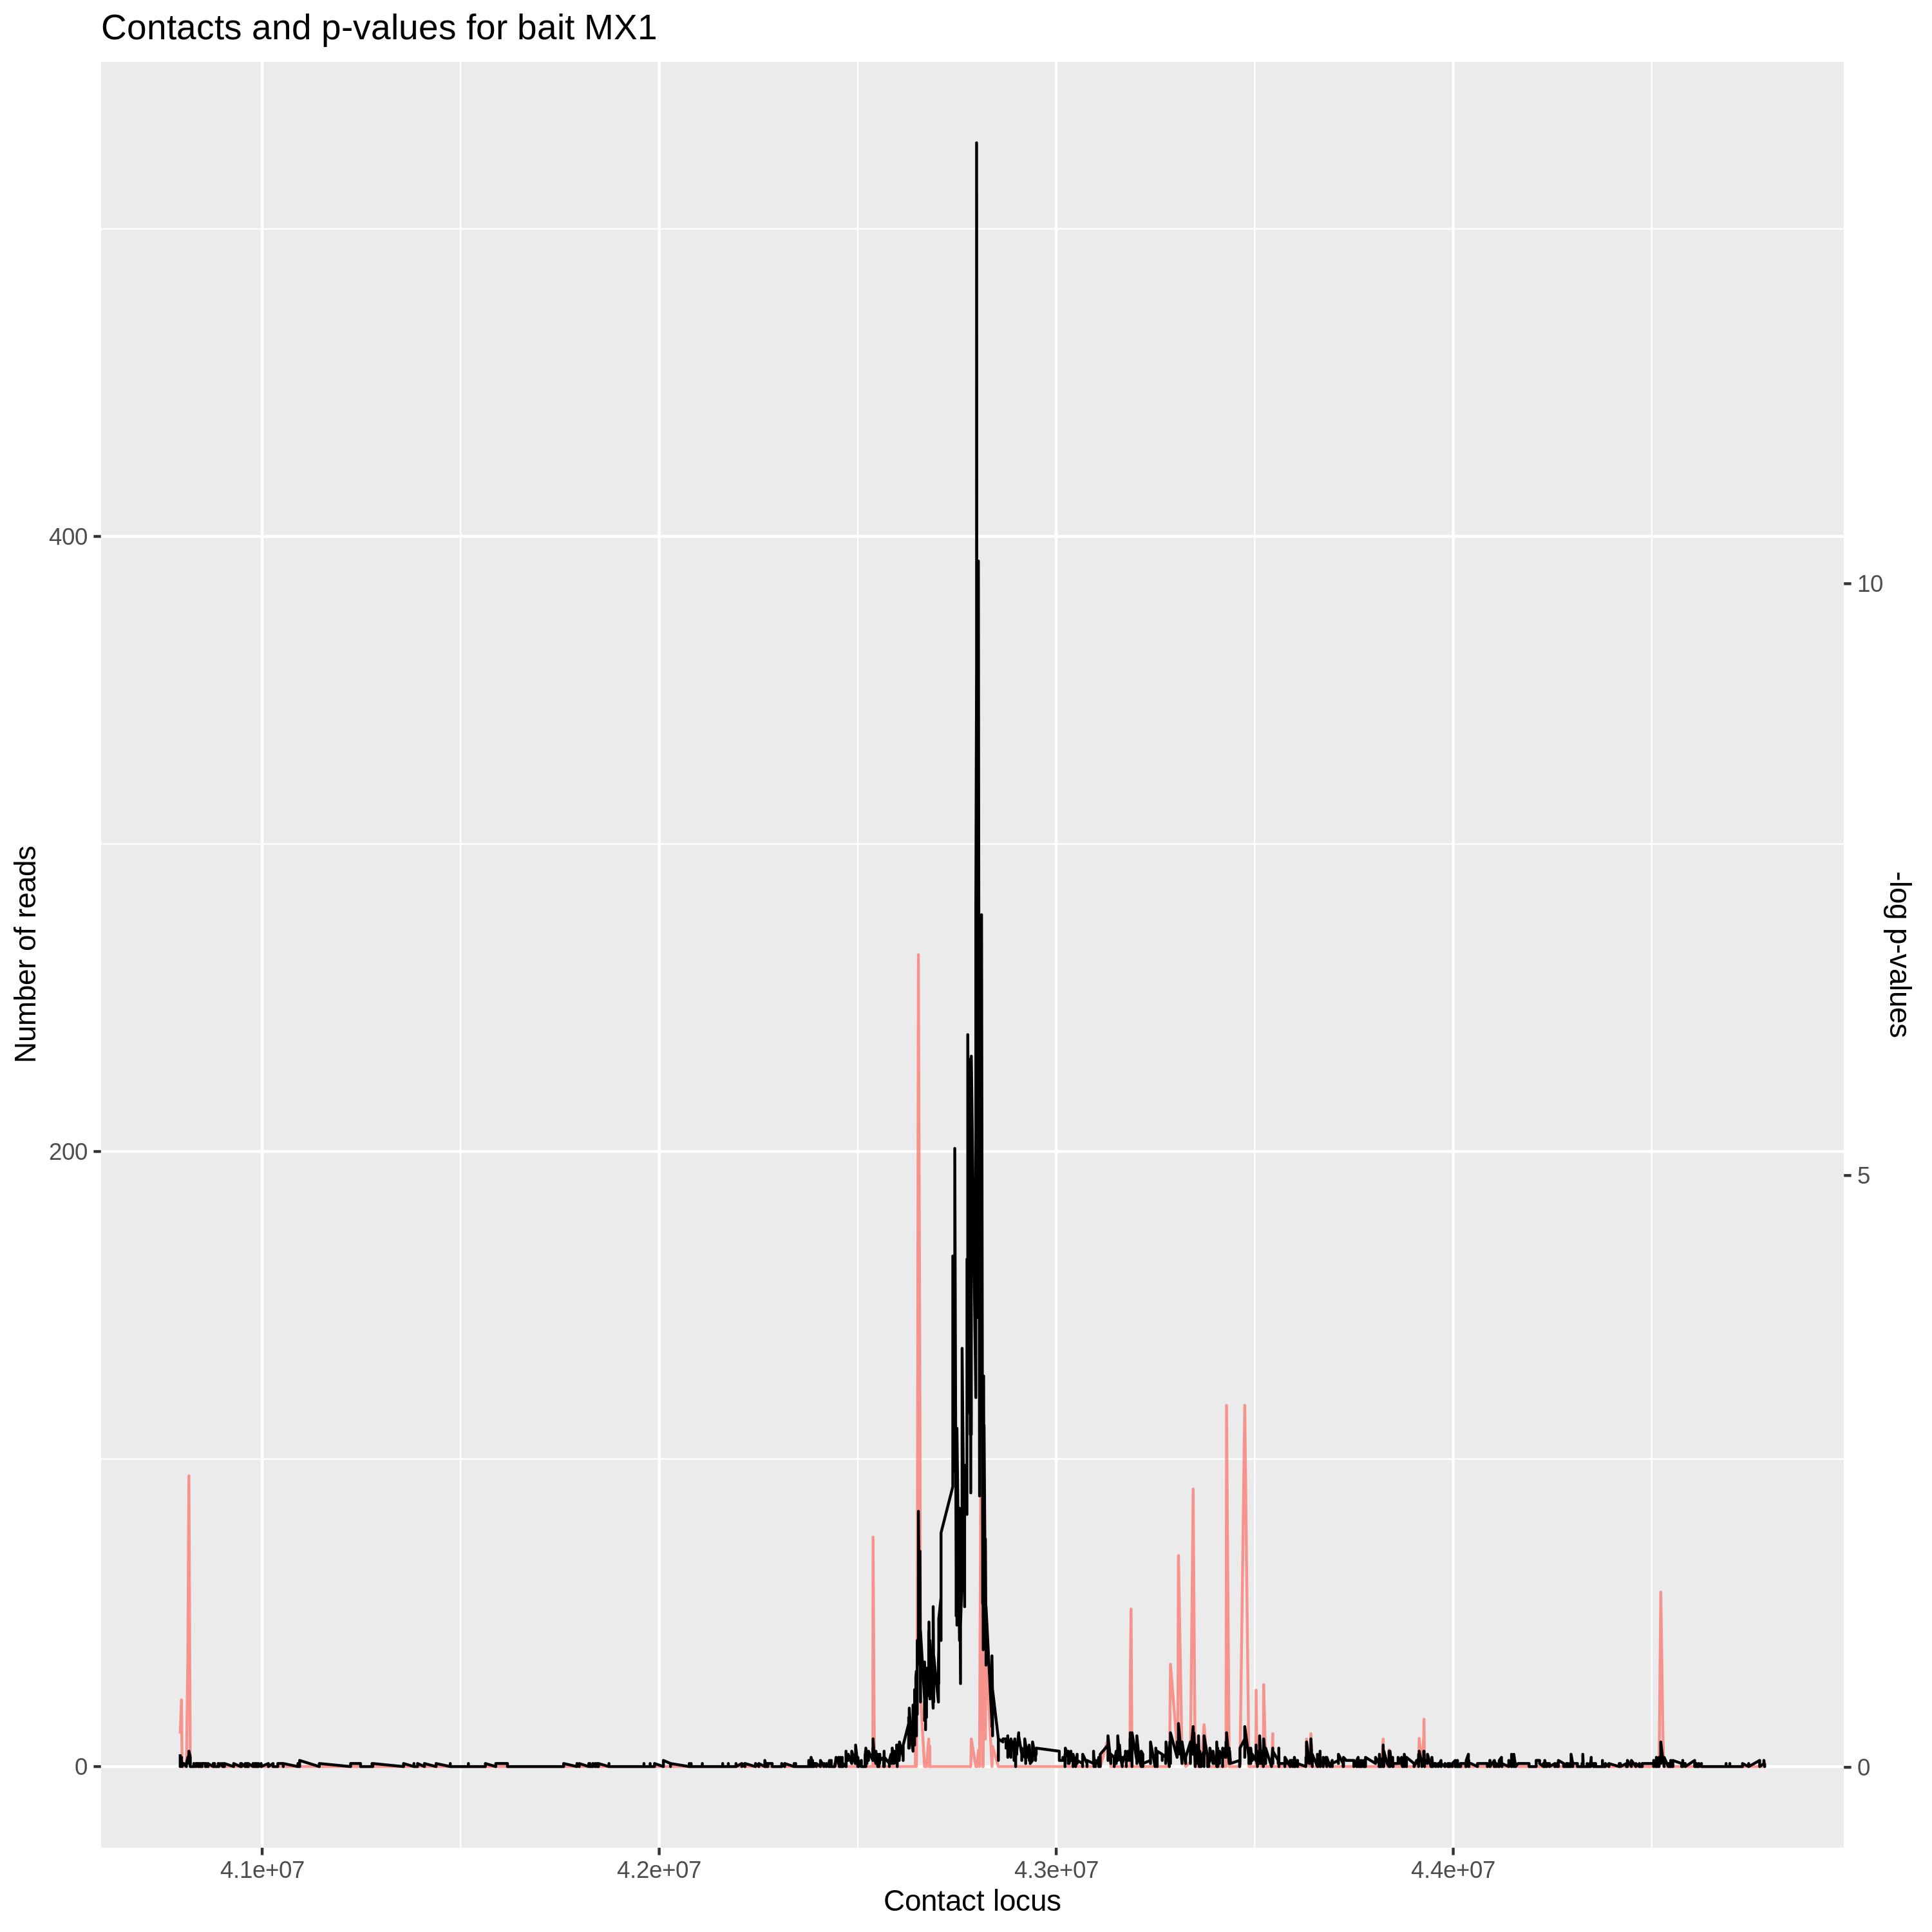 Contacts and p-values for bait MX1
Number of reads
400
200
0
10
5
0
-log p-values
4.1e+07
4.2e+07
4.3e+07
4.4e+07
Contact locus